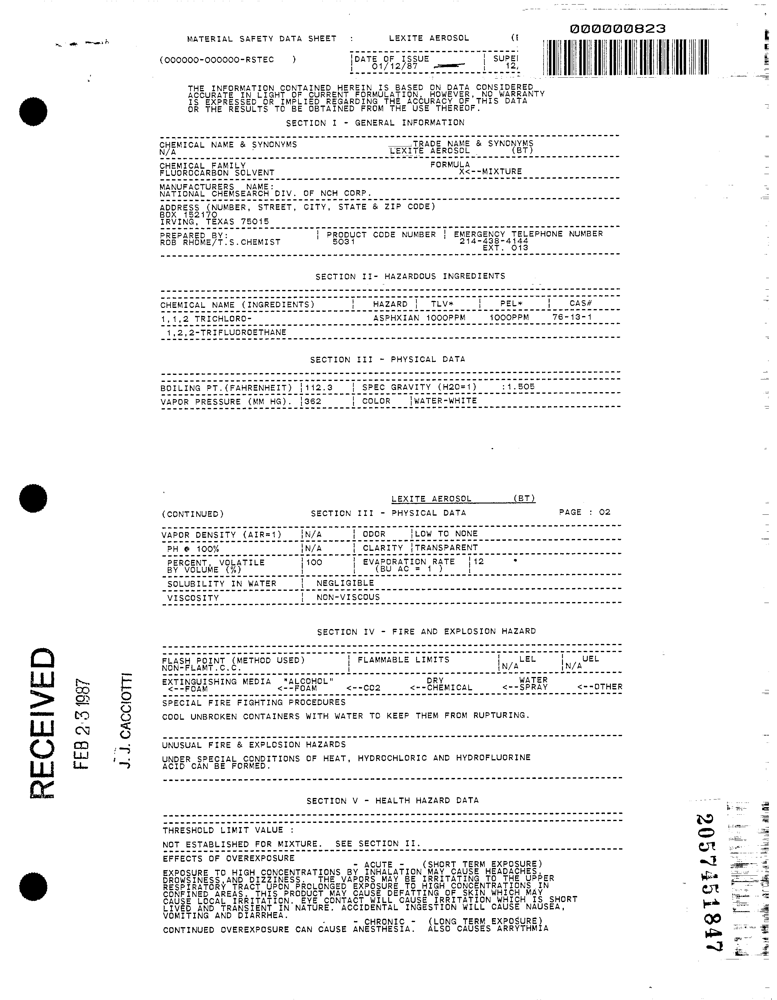 000000823
MATERIAL SAFETY DATA SHEET : LEXITE AEROSOL
(000000-000000-RSTEC ) DATE OF ISSUE SUPE
01/12/87 12,
THE INFORMATION CONTAINED HEREIN IS BASED ON DATA CONSIDERED
ACCURATE IN LIGHT OF CURRENT FORMULATION, HOWEVER, NO WARRANTY
IS EXPRESSED OR IMPLIED REGARDING THE ACCURACY OF THIS DATA
OR THE RESULTS TO BE OBTAINED FROM THE USE THEREOF.
SECTION I - GENERAL INFORMATION
CHEMICAL NAME & SYNONYMS TRADE NAME & SYNONYMS
N/A LEXITE AEROSOL (BT)
CHEMICAL FAMILY FORMULA
FLUOROCARBON SOLVENT X<--MIXTURE
MANUFACTURERS NAME:
NATIONAL CHEMSEARCH DIV. OF NCH CORP.
ADDRESS (NUMBER, STREET, CITY, STATE & ZIP CODE)
BOX 152170
IRVING, TEXAS 75015
PREPARED BY: PRODUCT CODE NUMBER EMERGENCY TELEPHONE NUMBER
ROB RHOME/T.S.CHEMIST 5031 214-438-4144
EXT. 013
SECTION II- HAZARDOUS INGREDIENTS
CHEMICAL NAME (INGREDIENTS) HAZARD TLV* PEL* CAS#
1,1,2 TRICHLORO- ASPHXIAN 1000PPM 1000PPM 76-13-1
1,2,2-TRIFLUOROETHANE
SECTION III - PHYSICAL DATA
BOILING PT.(FAHRENHEIT) 112.3 SPEC GRAVITY (H2O=1) :1.505
VAPOR PRESSURE (MM HG). 362 COLOR WATER-WHITE
LEXITE AEROSOL (BT)
(CONTINUED) SECTION III - PHYSICAL DATA PAGE : 02
VAPOR DENSITY (AIR=1) N/A ODOR LOW TO NONE
PH @ 100% N/A CLARITY TRANSPARENT
PERCENT, VOLATILE 100 EVAPORATION RATE 12
BY VOLUME (%) (BU AC = 1 )
SOLUBILITY IN WATER NEGLIGIBLE
VISCOSITY NON-VISCOUS
SECTION IV - FIRE AND EXPLOSION HAZARD
FLASH POINT (METHOD USED) FLAMMABLE LIMITS LEL UEL
NON-FLAMT.C.C. N/A N/A
EXTINGUISHING MEDIA "ALCOHOL" DRY WATER
<--FOAM <--FOAM <--CO2 <--CHEMICAL <--SPRAY <--OTHER
SPECIAL FIRE FIGHTING PROCEDURES
COOL UNBROKEN CONTAINERS WITH WATER TO KEEP THEM FROM RUPTURING.
UNUSUAL FIRE & EXPLOSION HAZARDS
UNDER SPECIAL CONDITIONS OF HEAT, HYDROCHLORIC AND HYDROFLUORINE
ACID CAN BE FORMED.
SECTION V - HEALTH HAZARD DATA
THRESHOLD LIMIT VALUE :
NOT ESTABLISHED FOR MIXTURE. SEE SECTION II.
EFFECTS OF OVEREXPOSURE
- ACUTE - (SHORT TERM EXPOSURE)
EXPOSURE TO HIGH CONCENTRATIONS BY INHALATION MAY CAUSE HEADACHES,
DROWSINESS,AND DIZZINESS. THE VAPORS MAY BE IRRITATING TO THE UPPER
RESPIRATORY TRACT UPON PROLONGED EXPOSURE TO HIGH CONCENTRATIONS IN
CONFINED AREAS. THIS PRODUCT MAY CAUSE DEFATTING OF SKIN WHICH MAY
CAUSE LOCAL IRRITATION. EYE CONTACT WILL CAUSE IRRITATION WHICH IS SHORT
LIVED AND TRANSIENT IN NATURE. ACCIDENTAL INGESTION WILL CAUSE NAUSEA,
VOMITING AND DIARRHEA.
- CHRONIC - (LONG TERM EXPOSURE)
CONTINUED OVEREXPOSURE CAN CAUSE ANESTHESIA. ALSO CAUSES ARRYTHMIA
RECEIVED
FEB 23 1987
J. J. CACCIOTTI
2057451847